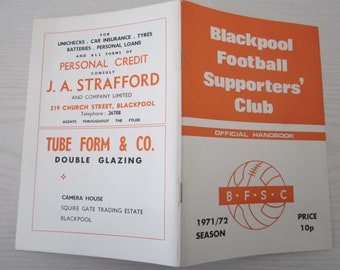 FOR
UNICHECKS . CAR INSURANCE . TYRES
BATTERIES . PERSONAL LOANS
AND ALL FORMS OF
PERSONAL CREDIT
CONSULT
J. A. STRAFFORD
AND COMPANY LIMITED
219 CHURCH STREET, BLACKPOOL
Telephone : 26708
AGENTS THROUGHOUT THE FYLDE
TUBE FORM & CO.
DOUBLE GLAZING
CAMERA HOUSE
SQUIRE GATE TRADING ESTATE
BLACKPOOL
Blackpool
Football
Supporters'
Club
OFFICIAL HANDBOOK
B·F·S·C
1971/72
SEASON
PRICE
10p